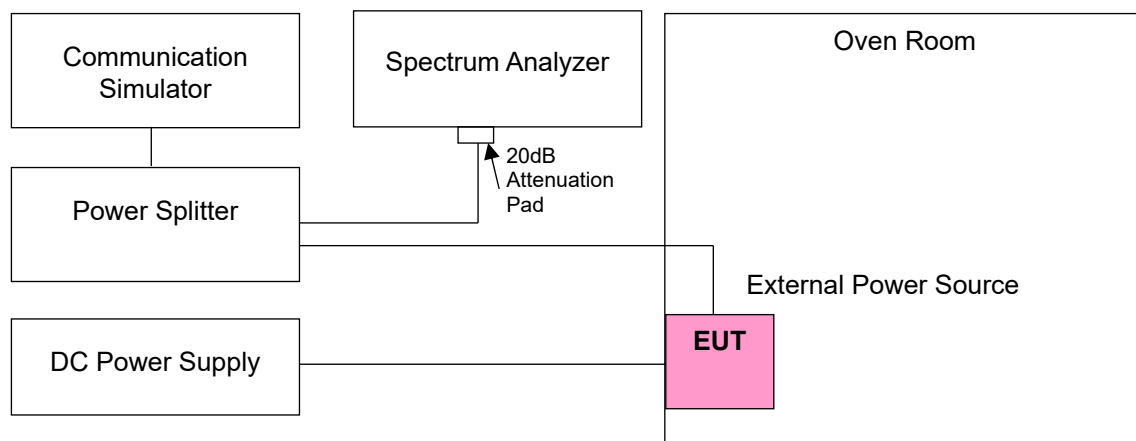 Communication
Simulator
Spectrum Analyzer
Oven Room
20dB
Attenuation
Pad
Power Splitter
External Power Source
EUT
DC Power Supply